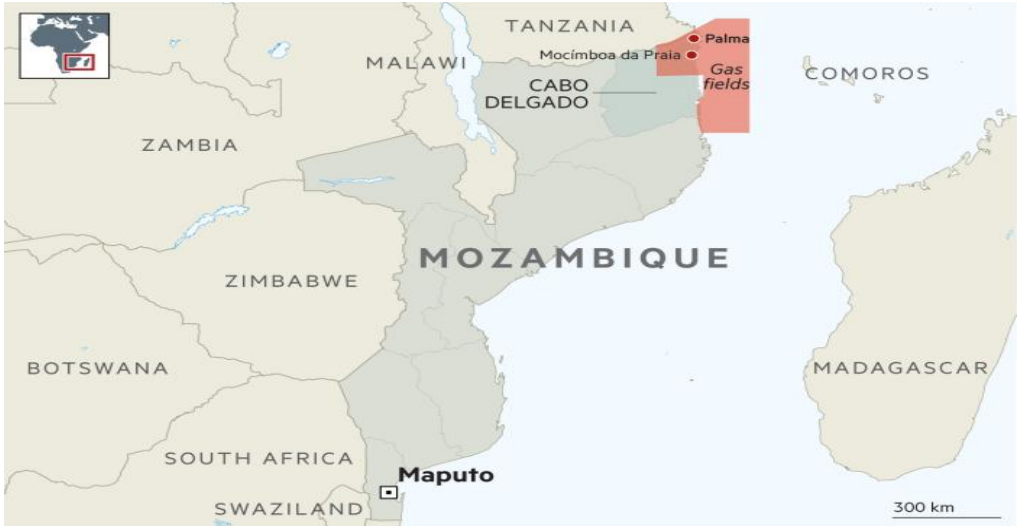 TANZANIA
Palma
Mocímboa da Praia
MALAWI
Gas
fields
COMOROS
CABO
DELGADO
ZAMBIA
MOZAMBIQUE
ZIMBABWE
BOTSWANA
MADAGASCAR
SOUTH AFRICA
Maputo
SWAZILAND
300 km